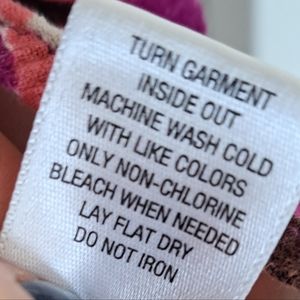 TURN GARMENT
INSIDE OUT
MACHINE WASH COLD
WITH LIKE COLORS
ONLY NON-CHLORINE
BLEACH WHEN NEEDED
LAY FLAT DRY
DO NOT IRON